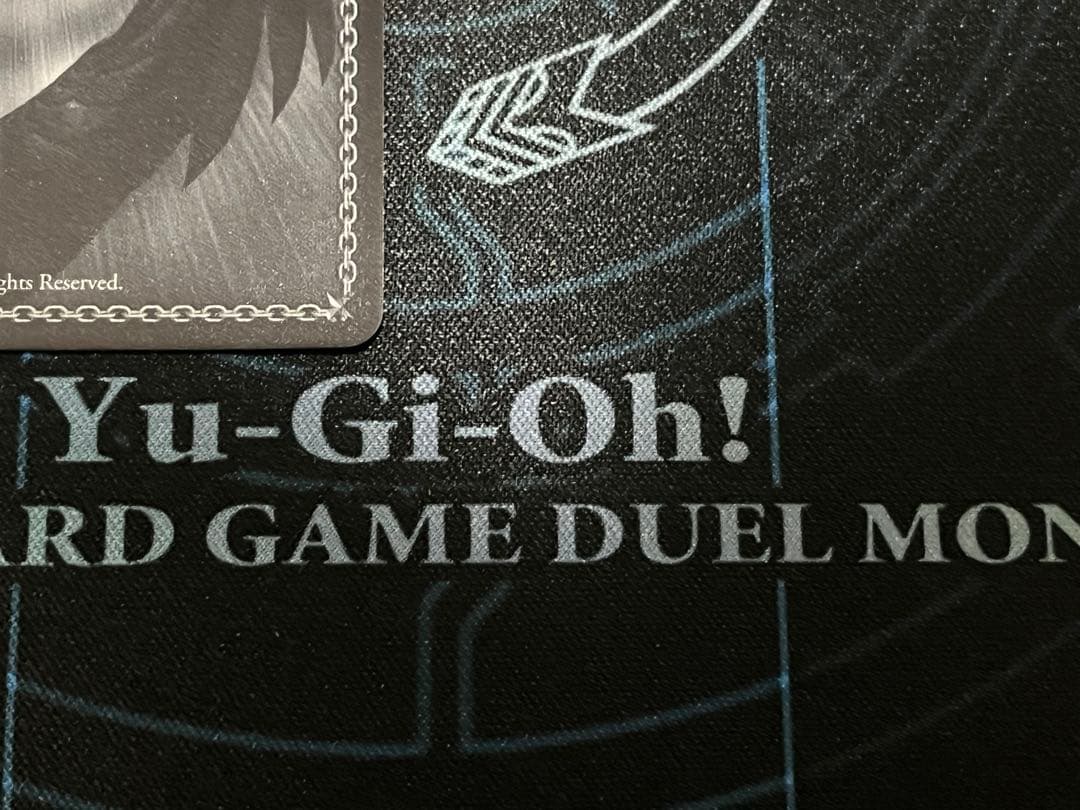 ghts Reserved.
Yu-Gi-Oh!
ARD GAME DUEL MON